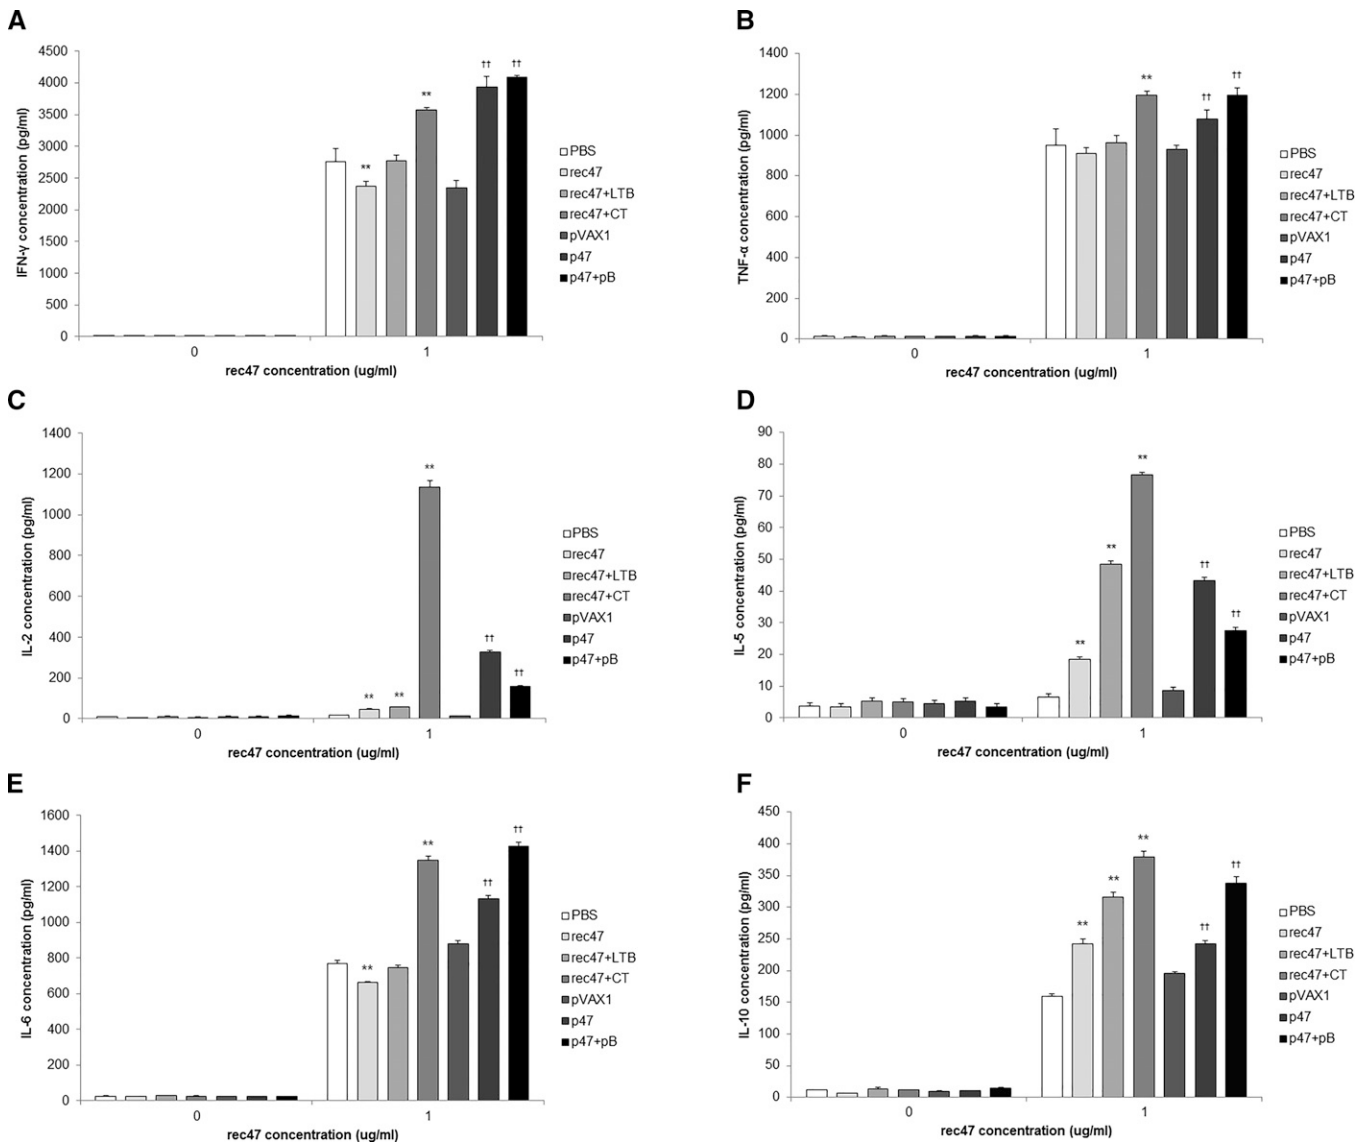 A
IFN-γ concentration (pg/ml)
4500
4000
3500
3000
2500
2000
1500
1000
500
0
**
**
††
††
0
1
rec47 concentration (ug/ml)
PBS
rec47
rec47+LTB
rec47+CT
pVAX1
p47
p47+pB
B
TNF-α concentration (pg/ml)
1400
1200
1000
800
600
400
200
0
**
††
††
0
1
rec47 concentration (ug/ml)
PBS
rec47
rec47+LTB
rec47+CT
pVAX1
p47
p47+pB
C
IL-2 concentration (pg/ml)
1400
1200
1000
800
600
400
200
0
**
**
**
††
††
0
1
rec47 concentration (ug/ml)
PBS
rec47
rec47+LTB
rec47+CT
pVAX1
p47
p47+pB
D
IL-5 concentration (pg/ml)
90
80
70
60
50
40
30
20
10
0
**
**
**
††
††
0
1
rec47 concentration (ug/ml)
PBS
rec47
rec47+LTB
rec47+CT
pVAX1
p47
p47+pB
E
IL-6 concentration (pg/ml)
1600
1400
1200
1000
800
600
400
200
0
**
**
††
††
0
1
rec47 concentration (ug/ml)
PBS
rec47
rec47+LTB
rec47+CT
pVAX1
p47
p47+pB
F
IL-10 concentration (pg/ml)
450
400
350
300
250
200
150
100
50
0
**
**
**
††
††
0
1
rec47 concentration (ug/ml)
PBS
rec47
rec47+LTB
rec47+CT
pVAX1
p47
p47+pB